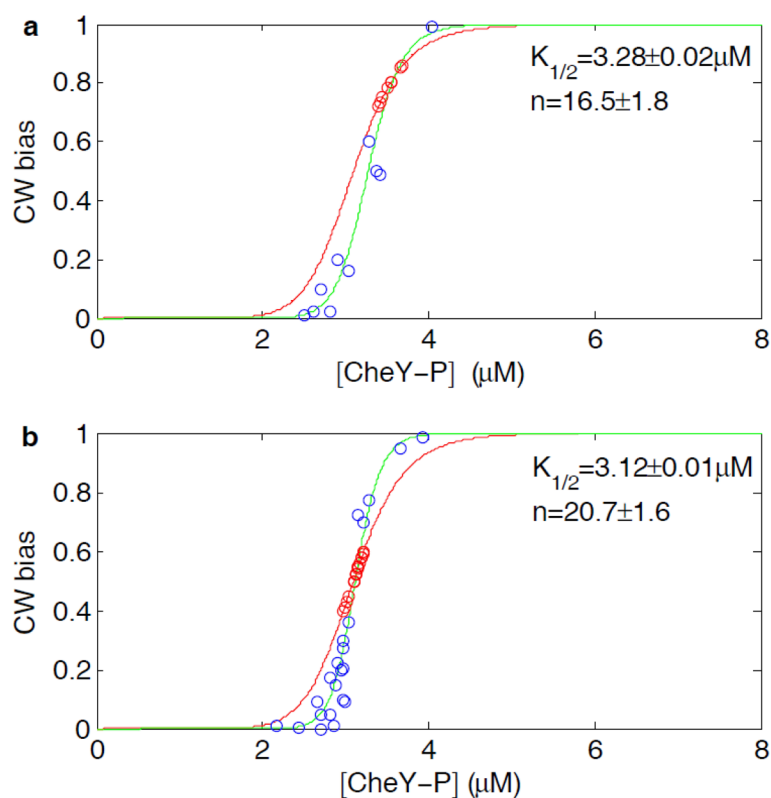 a
1
0.8
0.6
0.4
0.2
0
CW bias
K1/2=3.28±0.02μM
n=16.5±1.8
0 2 4 6 8
[CheY−P] (μM)
b
1
0.8
0.6
0.4
0.2
0
CW bias
K1/2=3.12±0.01μM
n=20.7±1.6
0 2 4 6 8
[CheY−P] (μM)